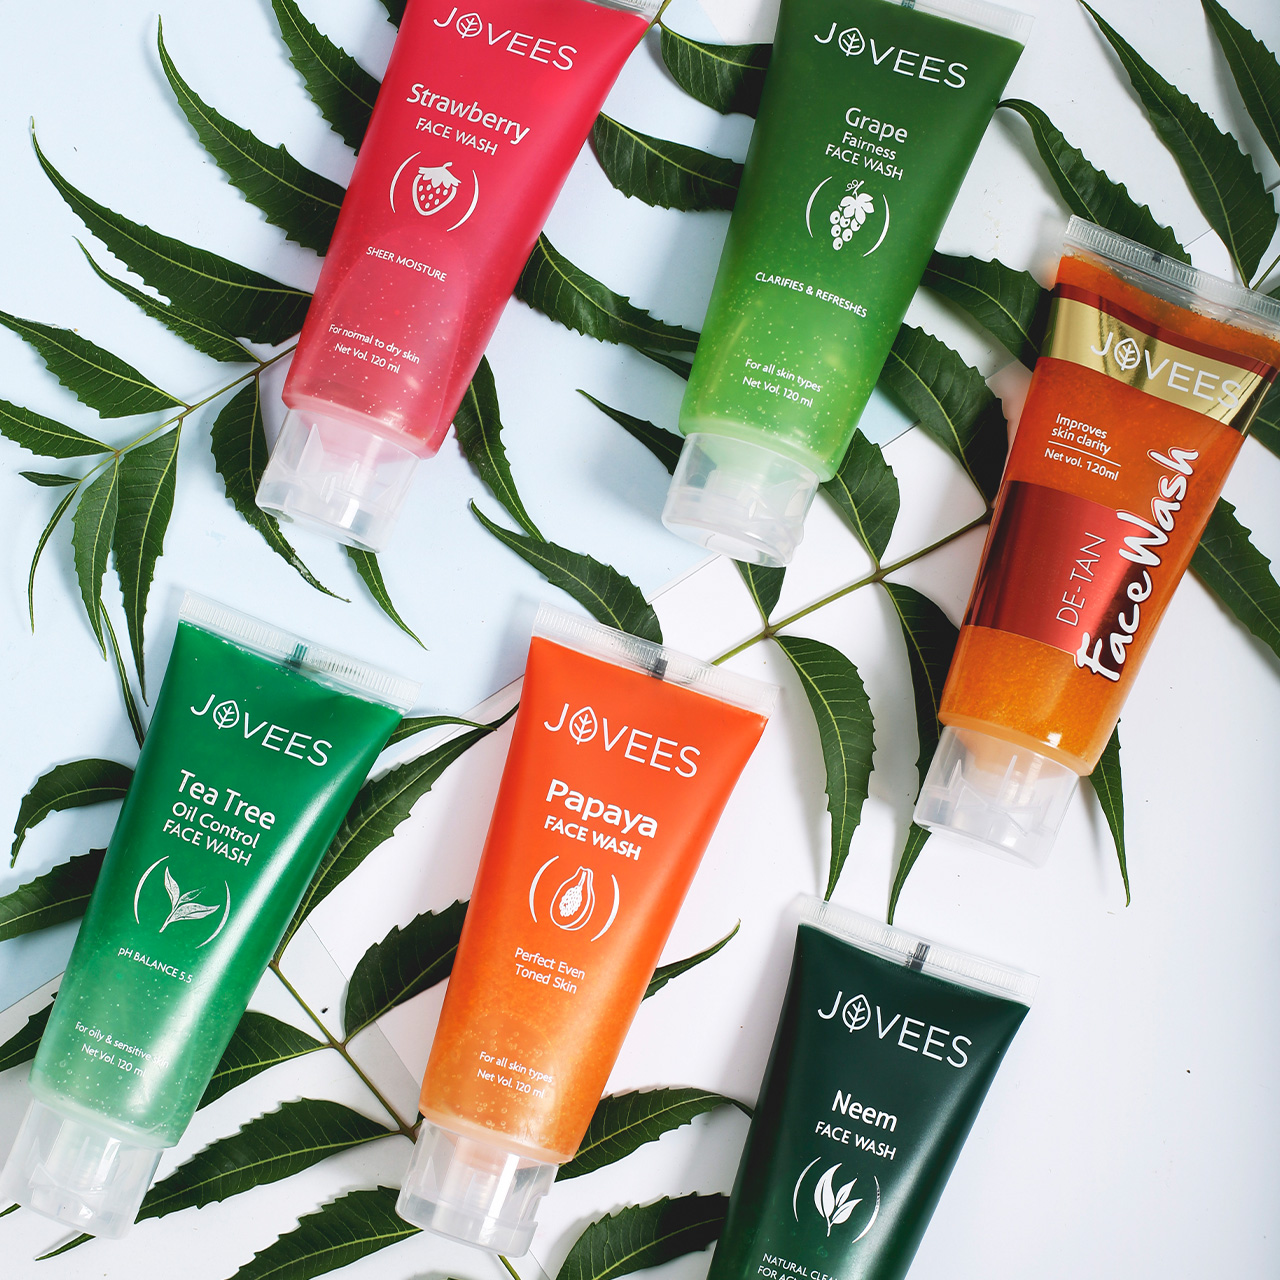 JOVEES
Strawberry
FACE WASH
SHEER MOISTURE
For normal to dry skin
Net Vol. 120 ml
JOVEES
Grape
Fairness
FACE WASH
CLARIFIES & REFRESHES
For all skin types
Net Vol. 120 ml
JOVEES
Improves
skin clarity
Net vol. 120ml
DE-TAN
Face Wash
JOVEES
Tea Tree
Oil Control
FACE WASH
pH BALANCE 5.5
For oily & sensitive skin
Net Vol. 120 ml
JOVEES
Papaya
FACE WASH
Perfect Even
Toned Skin
For all skin types
Net Vol. 120 ml
JOVEES
Neem
FACE WASH
NATURAL
FOR